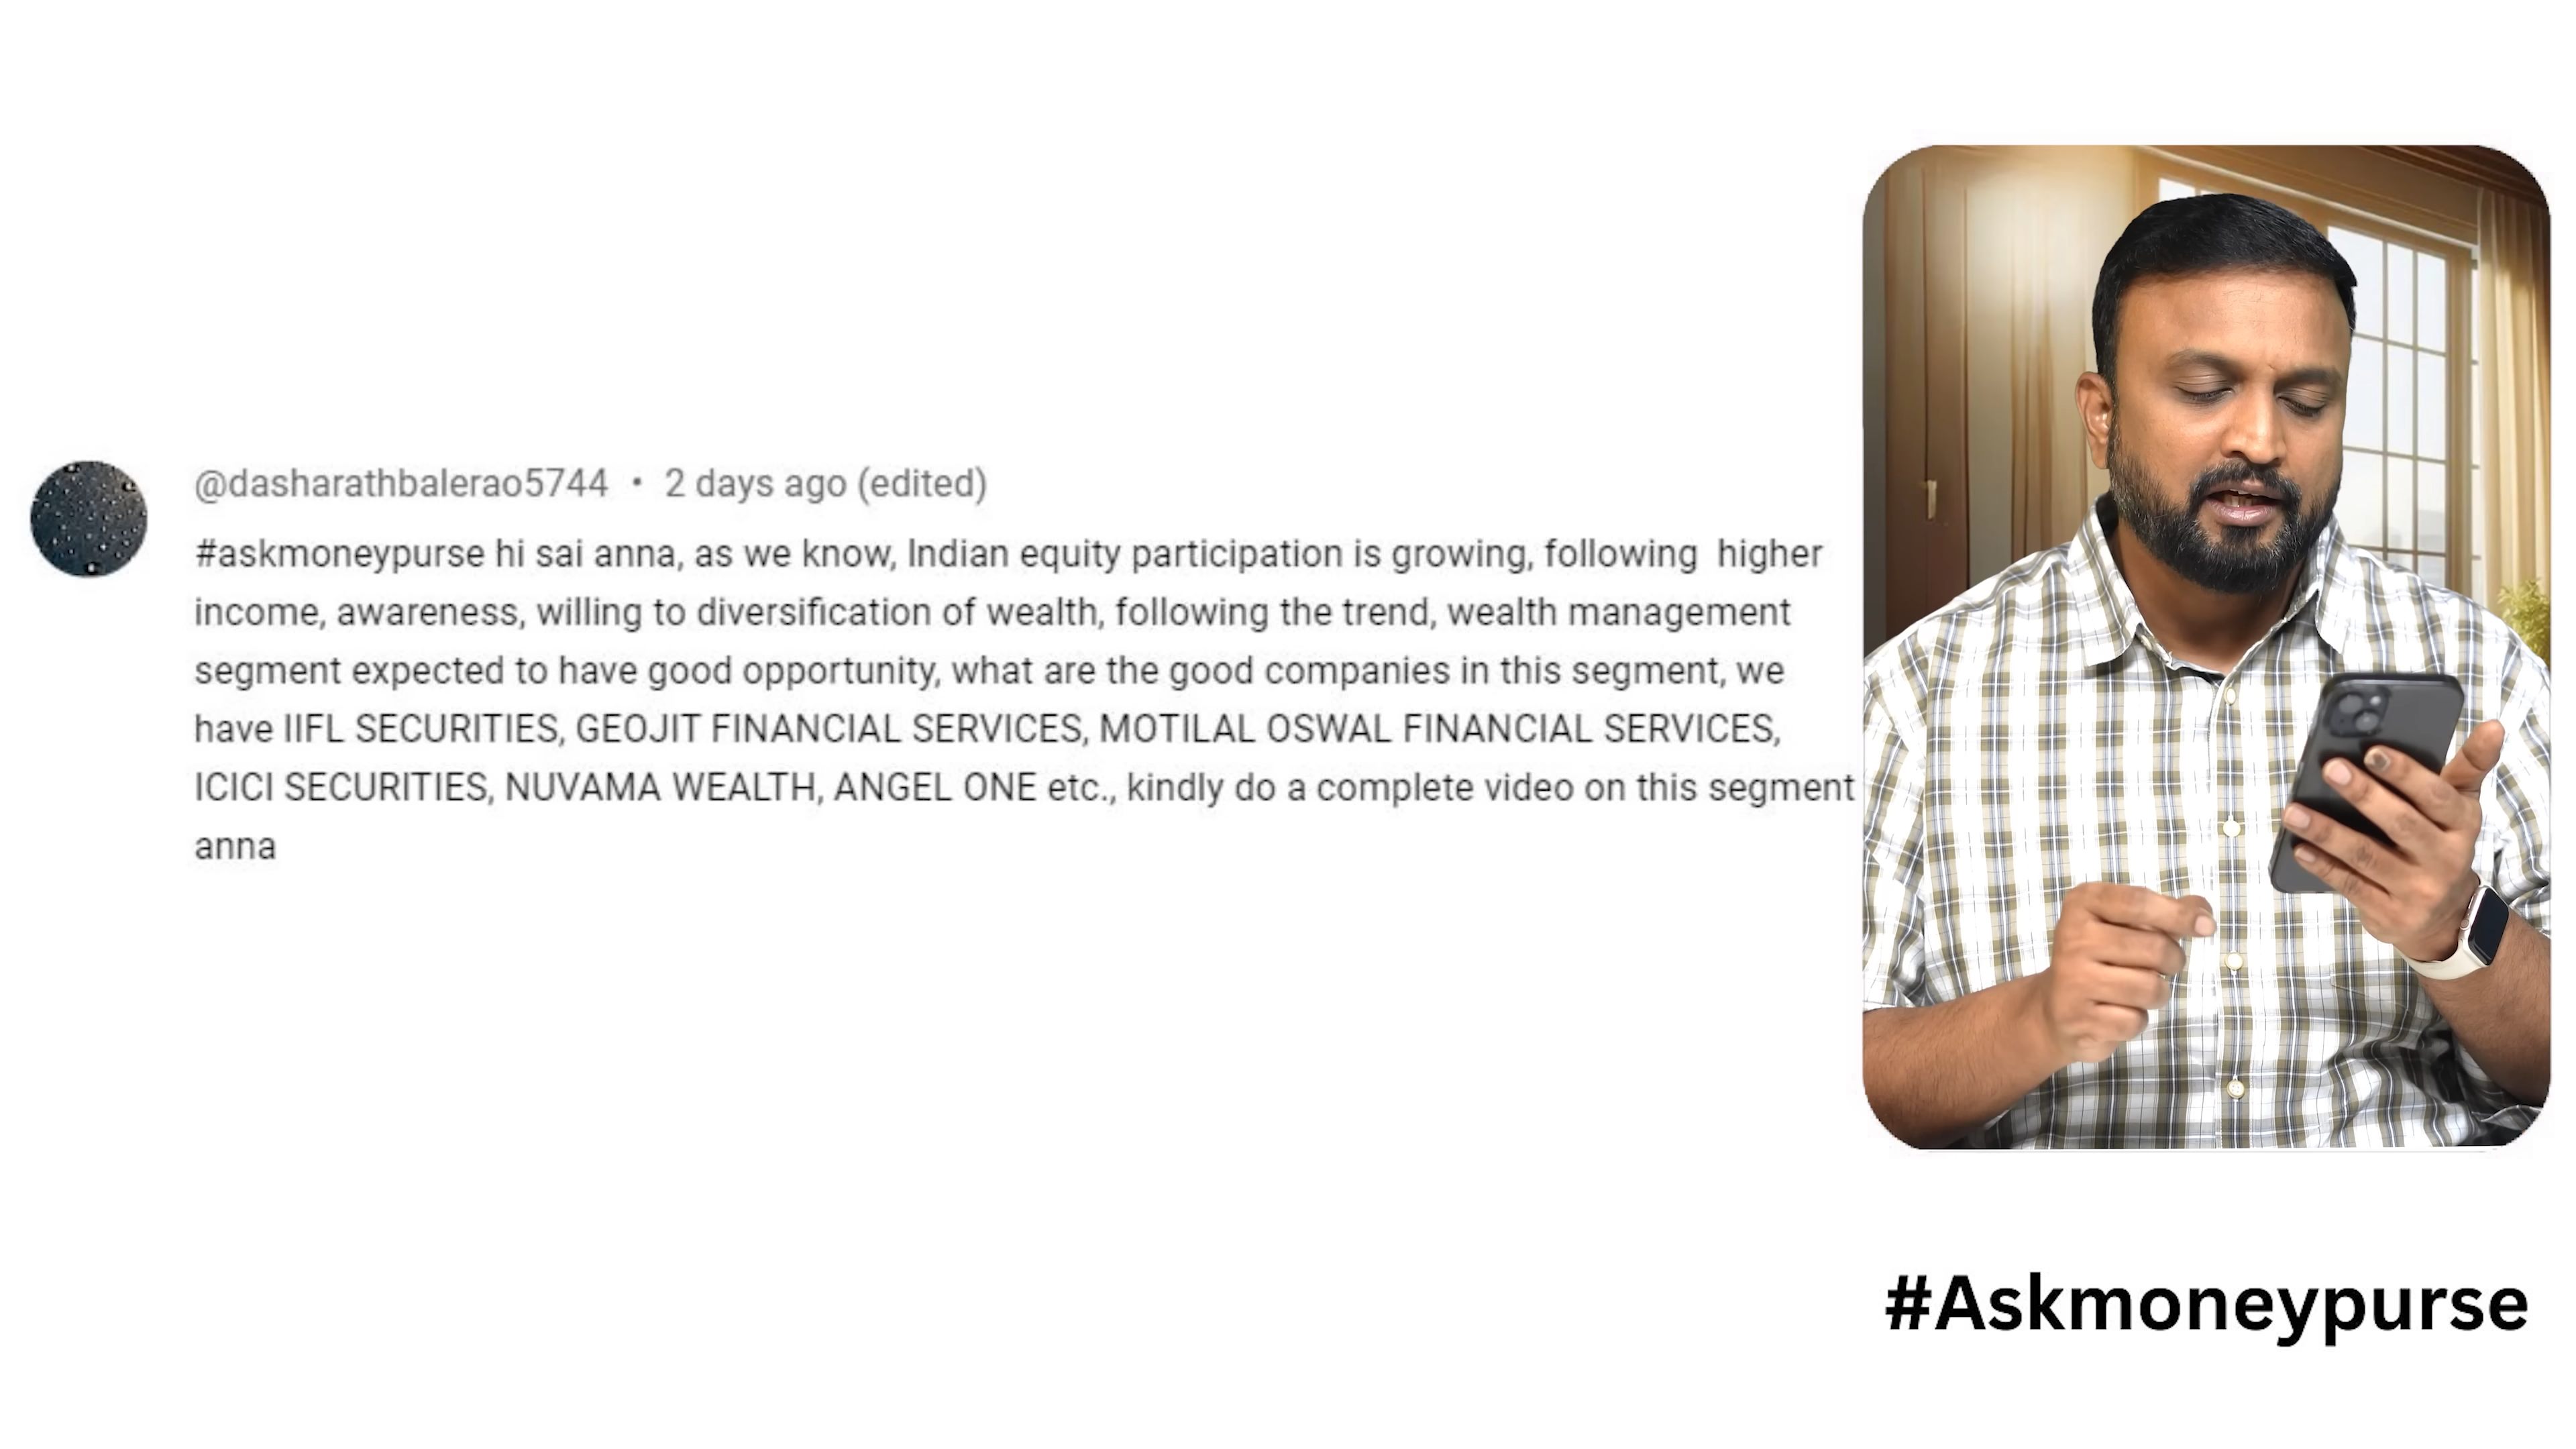 @dasharathbalerao5744 • 2 days ago (edited)
#askmoneypurse hi sai anna, as we know, Indian equity participation is growing, following  higher
income, awareness, willing to diversification of wealth, following the trend, wealth management
segment expected to have good opportunity, what are the good companies in this segment, we
have IIFL SECURITIES, GEOJIT FINANCIAL SERVICES, MOTILAL OSWAL FINANCIAL SERVICES,
ICICI SECURITIES, NUVAMA WEALTH, ANGEL ONE etc., kindly do a complete video on this segment
anna
#Askmoneypurse